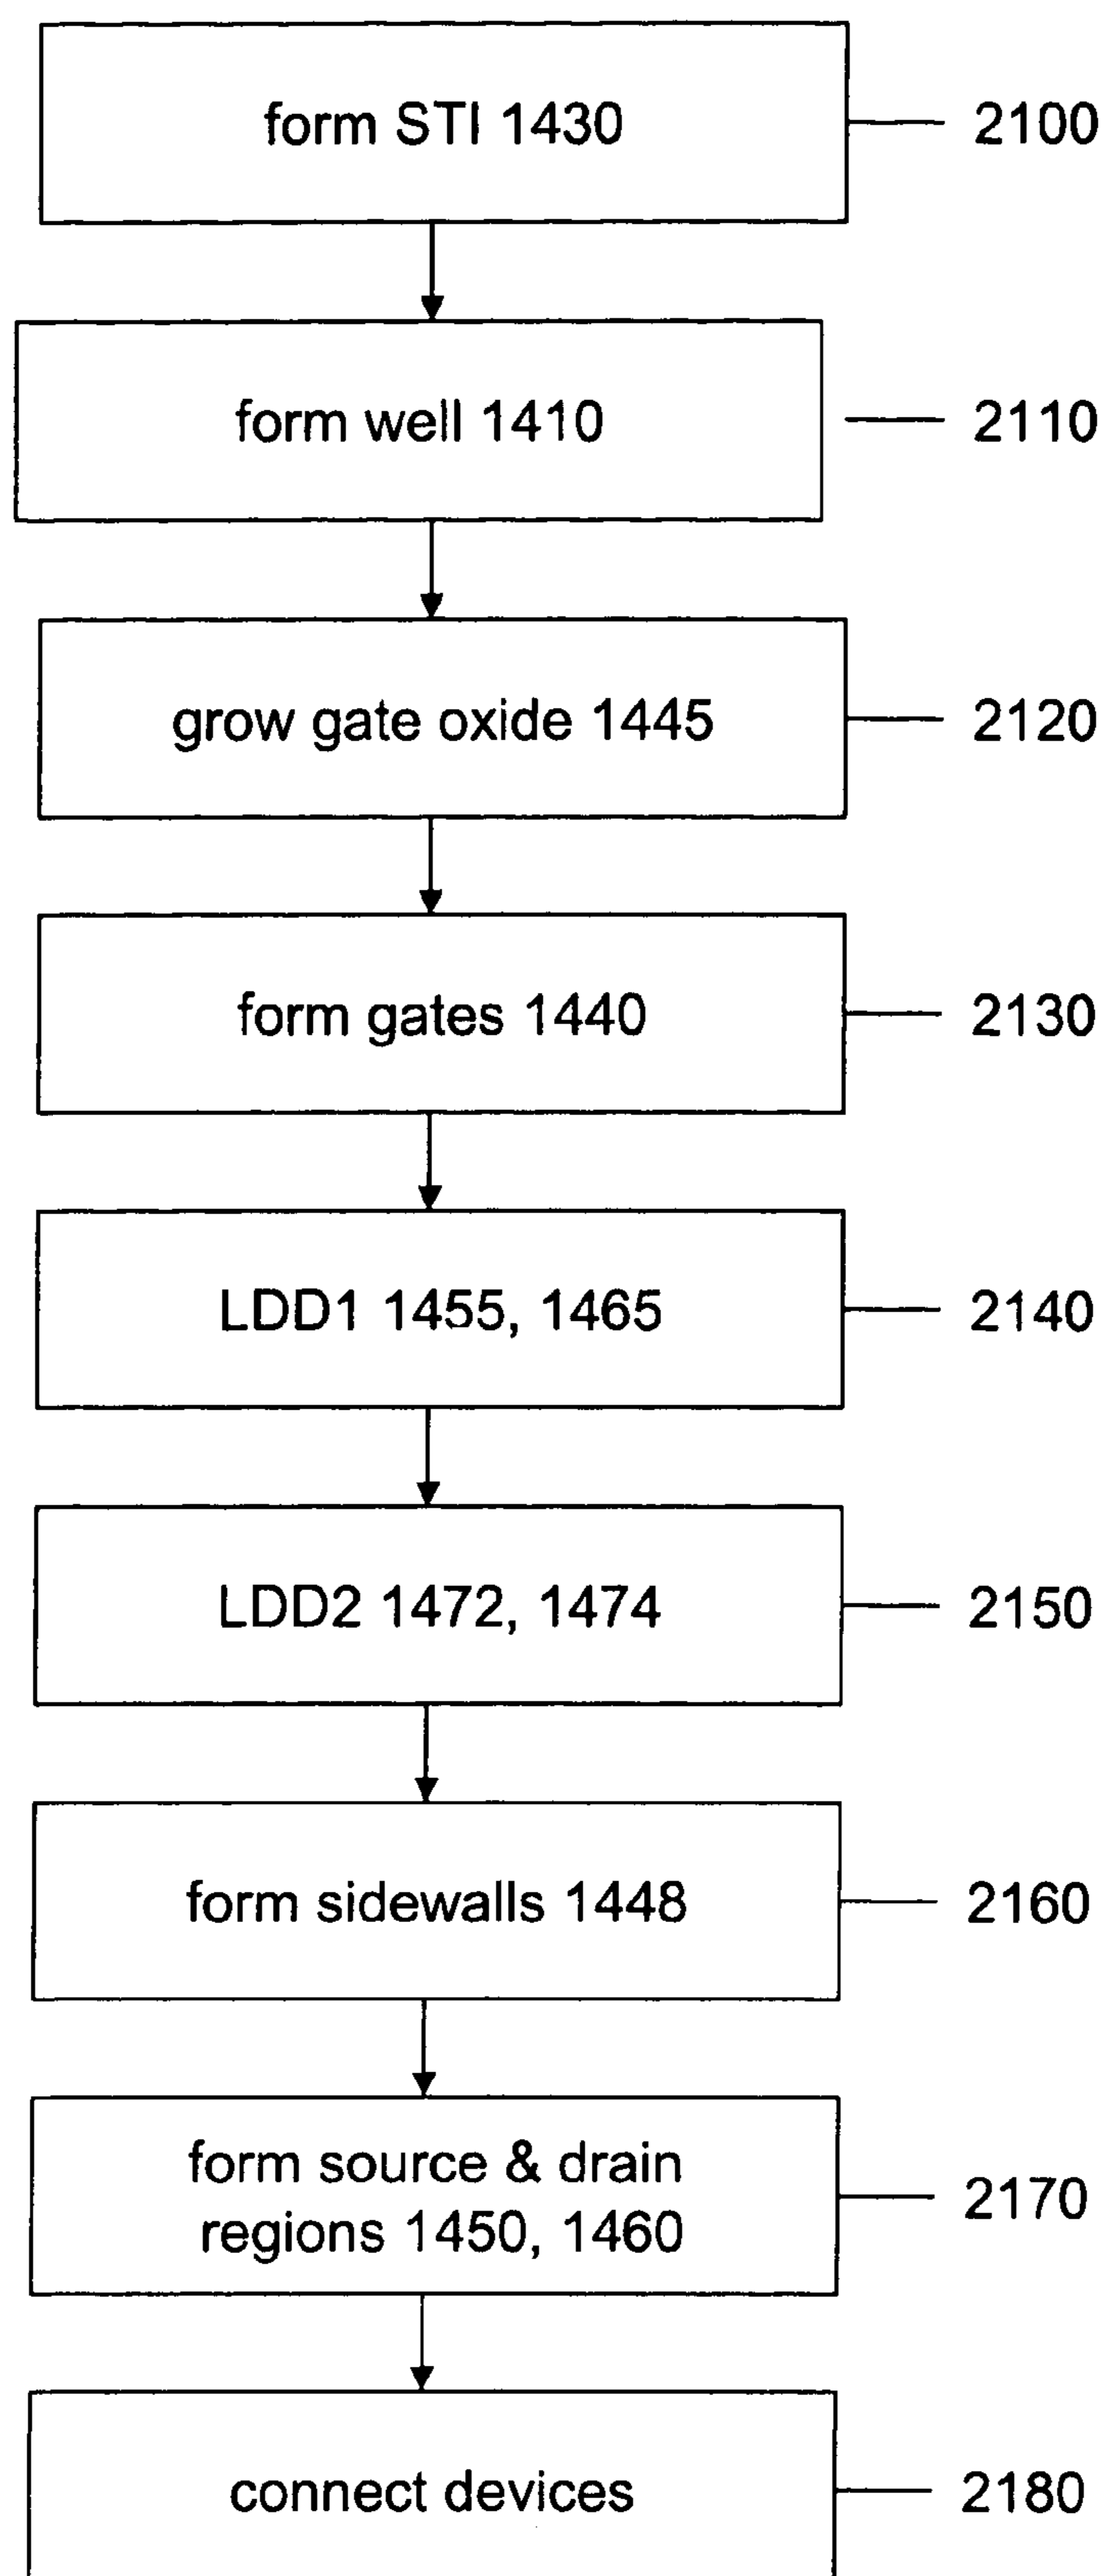 form STI 1430
2100
form well 1410
2110
grow gate oxide 1445
2120
form gates 1440
2130
LDD1 1455, 1465
2140
LDD2 1472, 1474
2150
form sidewalls 1448
2160
form source & drain
regions 1450, 1460
2170
connect devices
2180